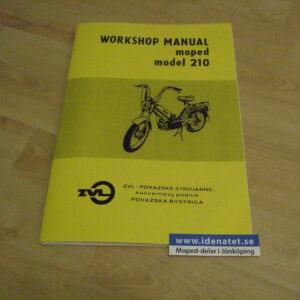 WORKSHOP MANUAL
moped
model 210
ZVL
ZVL - POVAZSKE STROJARNE,
koncernovy podnik
POVAZSKA BYSTRICA
www.idenatet.se
Moped-delar i Jönköping